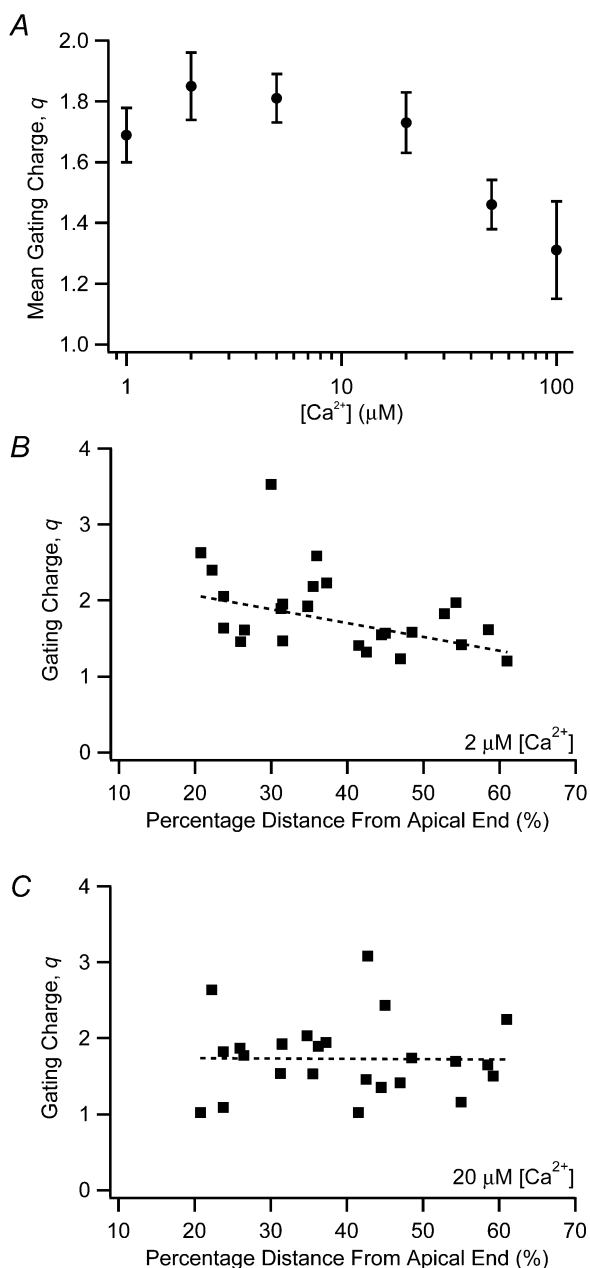 A
2.0
1.8
1.6
1.4
1.2
1.0
Mean Gating Charge, q
1 10 100
[Ca²⁺] (μM)
B
4
3
2
1
0
Gating Charge, q
2 μM [Ca²⁺]
10 20 30 40 50 60 70
Percentage Distance From Apical End (%)
C
4
3
2
1
0
Gating Charge, q
20 μM [Ca²⁺]
10 20 30 40 50 60 70
Percentage Distance From Apical End (%)